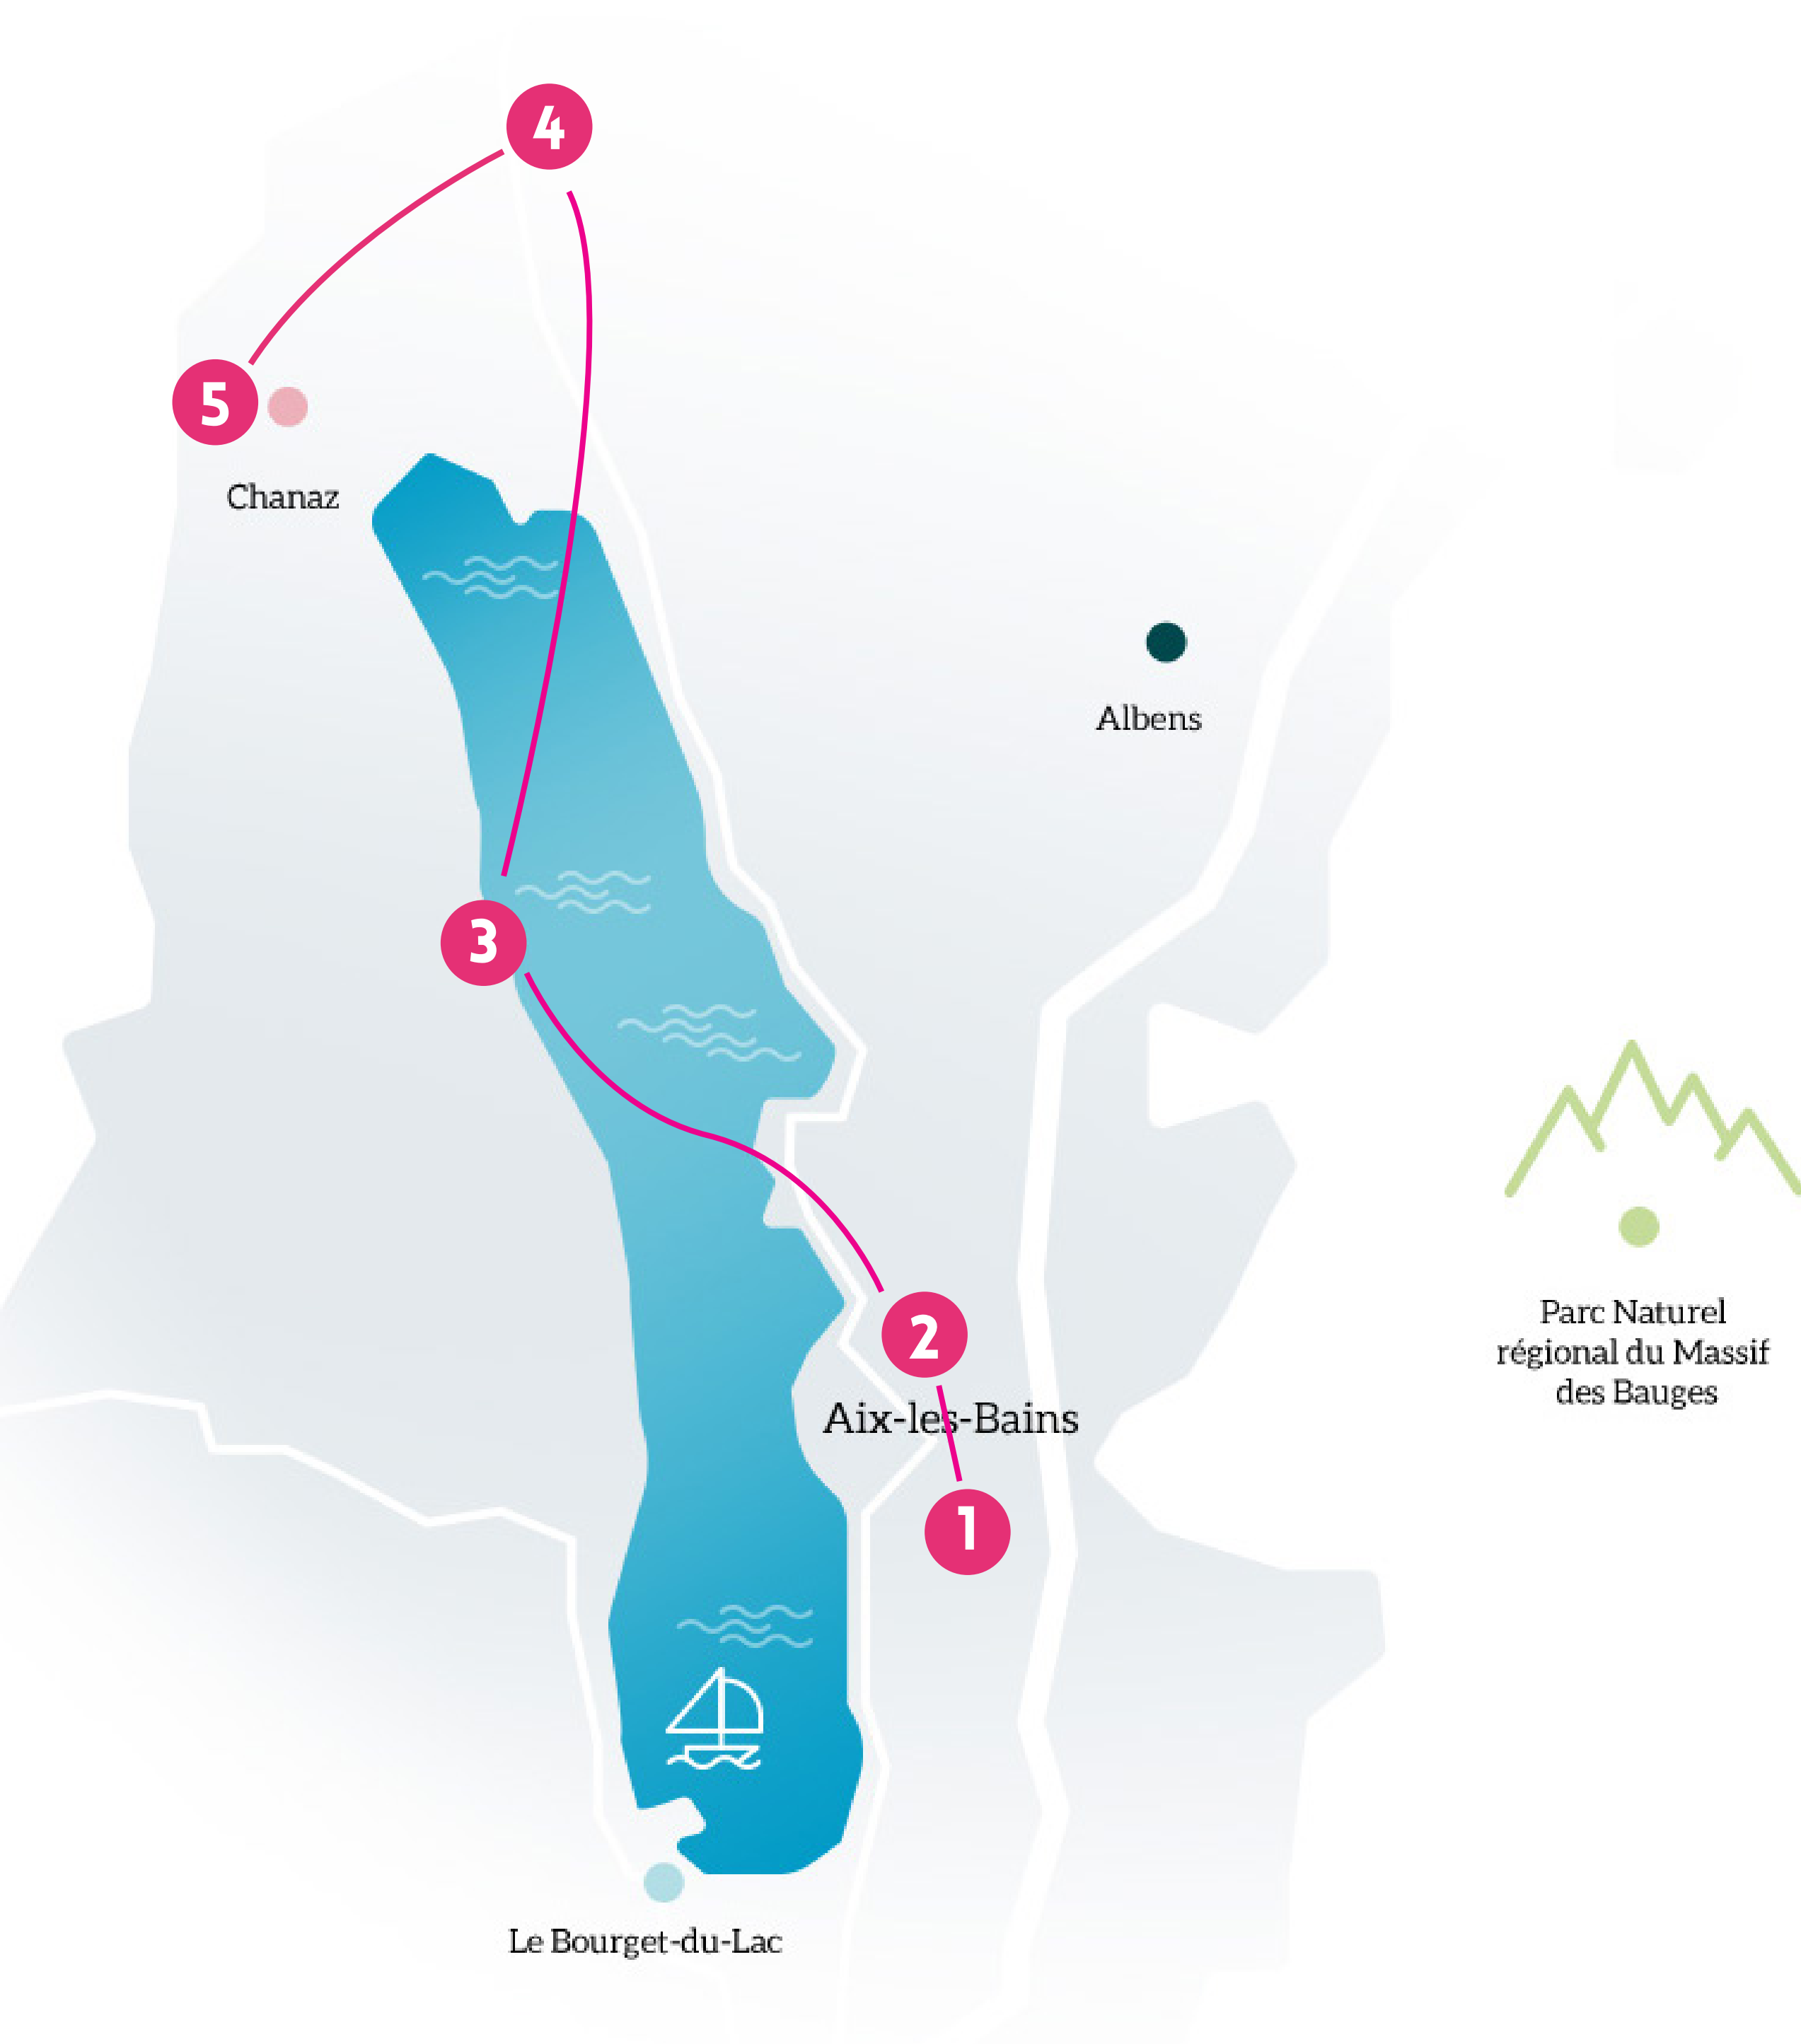 4
5
Chanaz
Albens
3
2
Parc Naturel
régional du Massif
des Bauges
Aix-les-Bains
1
Le Bourget-du-Lac